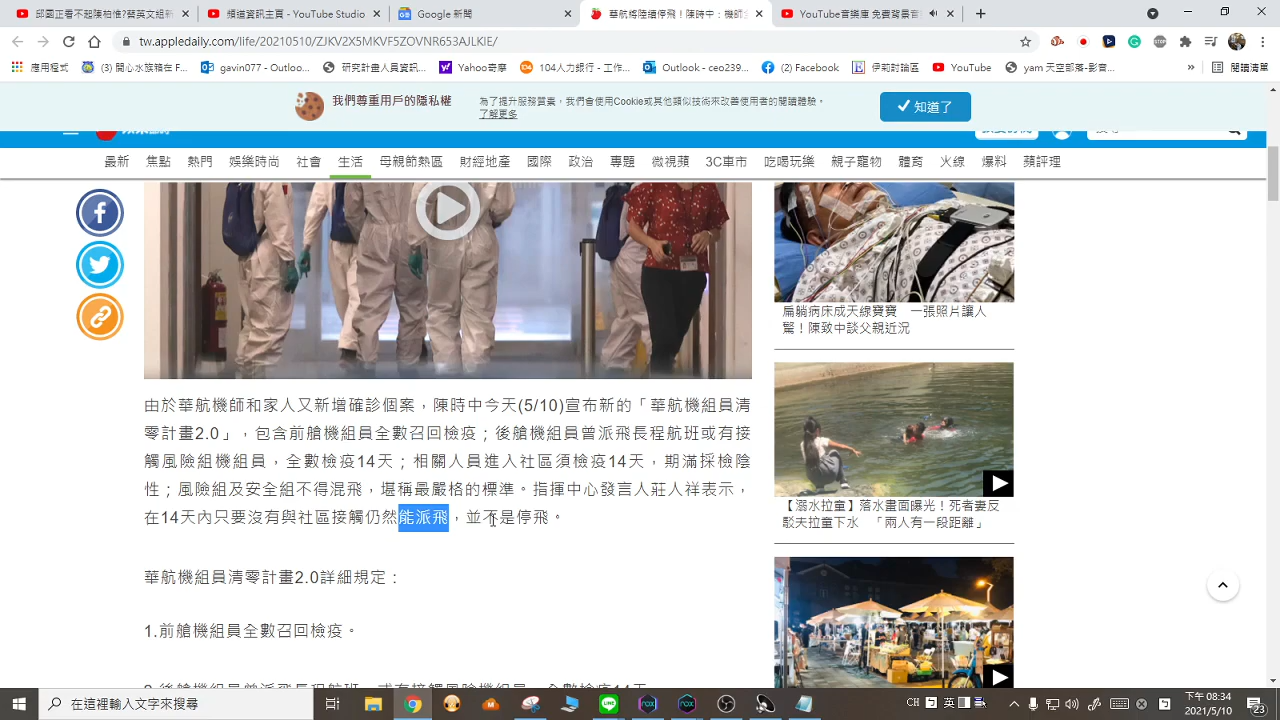 邱國正看不到陳柏惟?蔡英文組新
頻道資訊主頁 - YouTube Studio
Google 新聞
華航機師陸續停飛！陳時中：機師
YouTube音樂庫 免費背景音
tw.appledaily.com/life/20210510/ZJKV2X5MKVF5ZOVNR653AJLKIE/
應用程式
(3) 開心水族箱在 F...
gavin077 - Outloo...
研究計畫人員資訊...
Yahoo奇摩
104人力銀行 - 工作...
Outlook - ceo239...
(2) Facebook
伊莉討論區
YouTube
yam 天空部落-影音...
»
閱讀清單
我們尊重用戶的隱私權
為了提升服務質素，我們會使用Cookie或其他類似技術來改善使用者的閱讀體驗。
了解更多
知道了
最新 焦點 熱門 娛樂時尚 社會 生活 母親節熱區 財經地產 國際 政治 專題 微視蘋 3C車市 吃喝玩樂 親子寵物 體育 火線 爆料 蘋評理
扁躺病床成天線寶寶　一張照片讓人
驚！陳致中談父親近況
由於華航機師和家人又新增確診個案，陳時中今天(5/10)宣布新的「華航機組員清
零計畫2.0」，包含前艙機組員全數召回檢疫；後艙機組員曾派飛長程航班或有接
觸風險組機組員，全數檢疫14天；相關人員進入社區須檢疫14天，期滿採檢陰
性；風險組及安全組不得混飛，堪稱最嚴格的標準。指揮中心發言人莊人祥表示，
在14天內只要沒有與社區接觸仍然能派飛，並不是停飛。
【溺水拉童】落水畫面曝光！死者妻反
駁夫拉童下水　「兩人有一段距離」
華航機組員清零計畫2.0詳細規定：
1.前艙機組員全數召回檢疫。
在這裡輸入文字來搜尋
CH
英
下午 08:34
2021/5/10
23